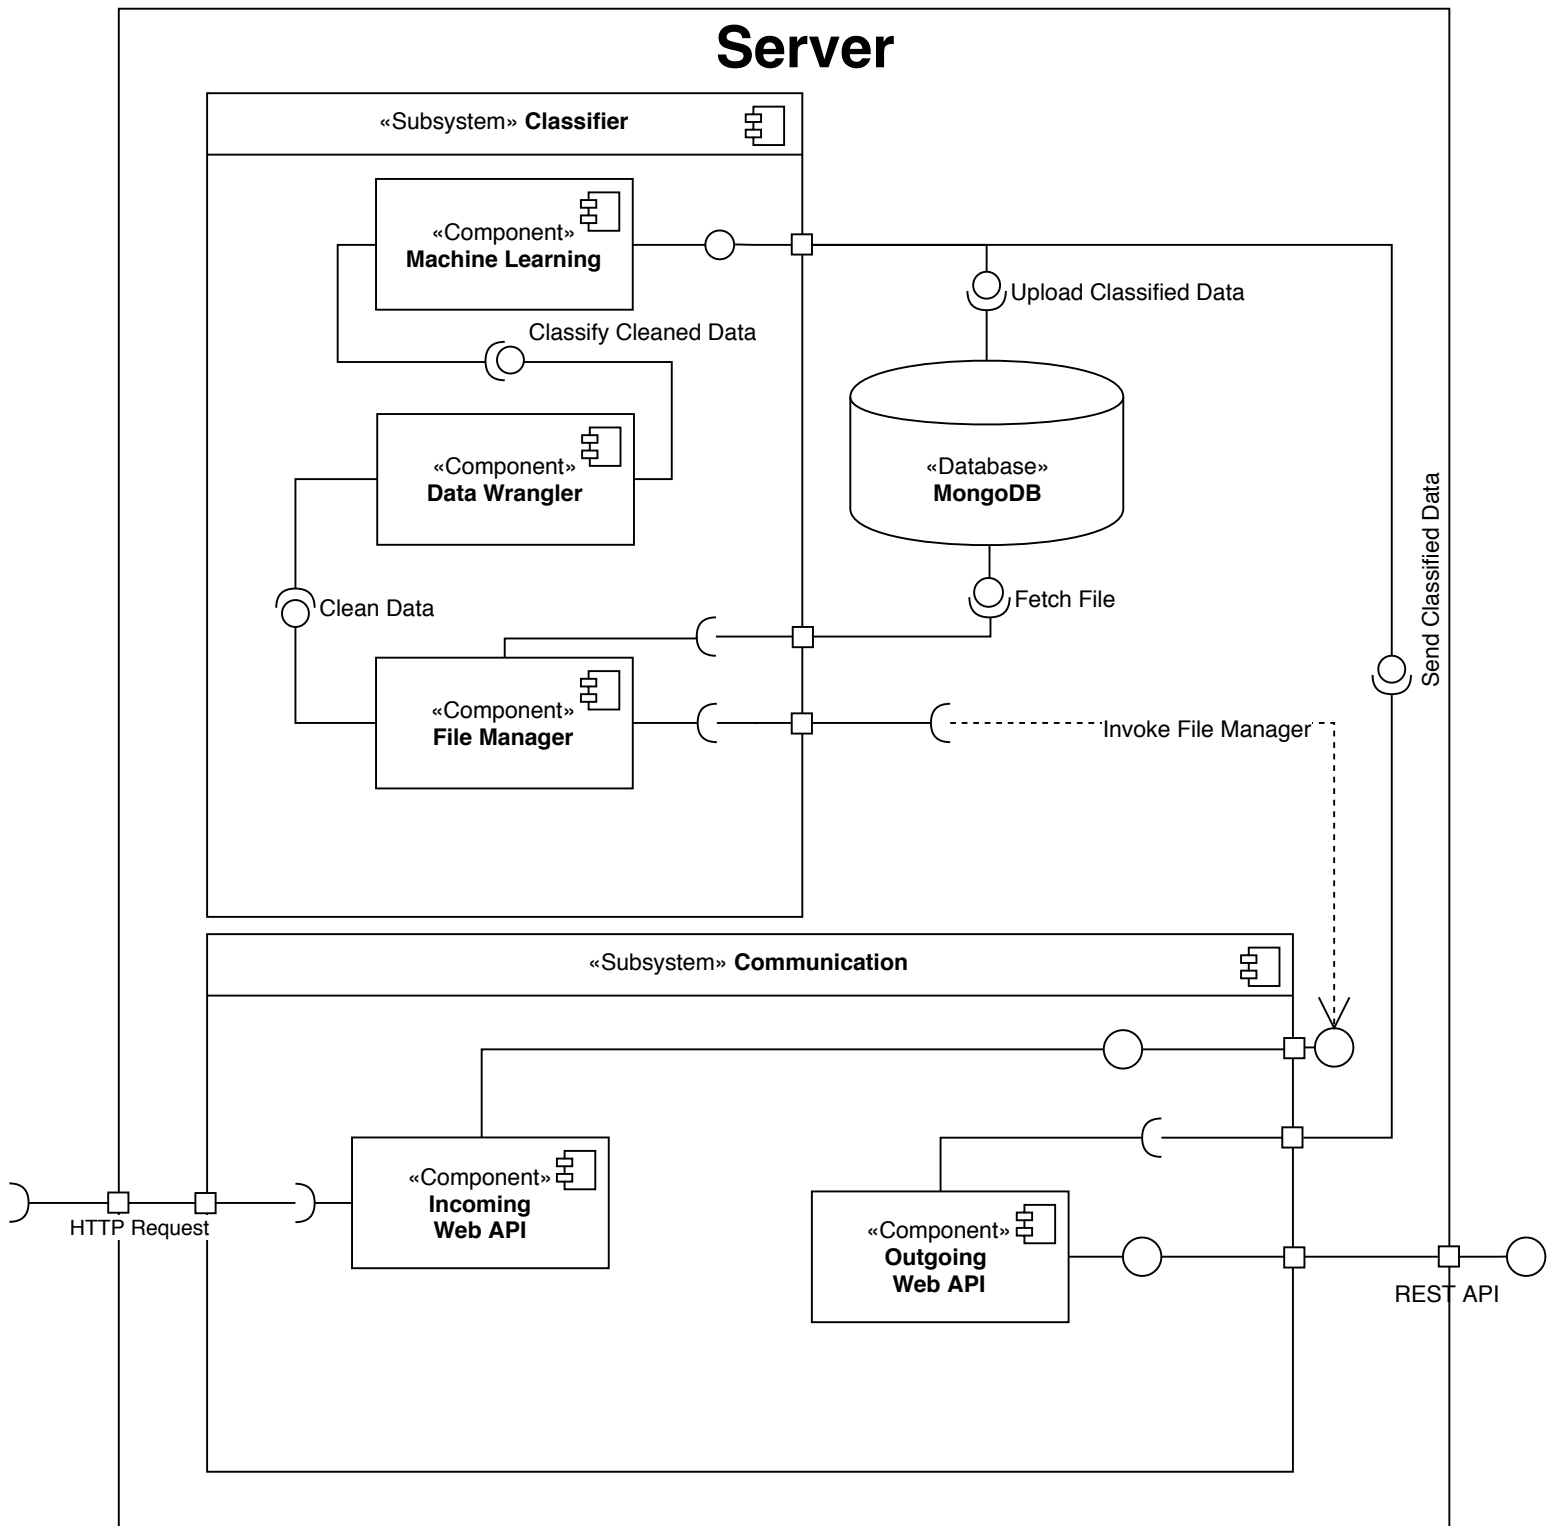 Server
«Subsystem» Classifier
«Component»
Machine Learning
Upload Classified Data
Classify Cleaned Data
«Component»
Data Wrangler
«Database»
MongoDB
Send Classified Data
Clean Data
Fetch File
«Component»
File Manager
Invoke File Manager
«Subsystem» Communication
«Component»
Incoming
Web API
HTTP Request
«Component»
Outgoing
Web API
REST API